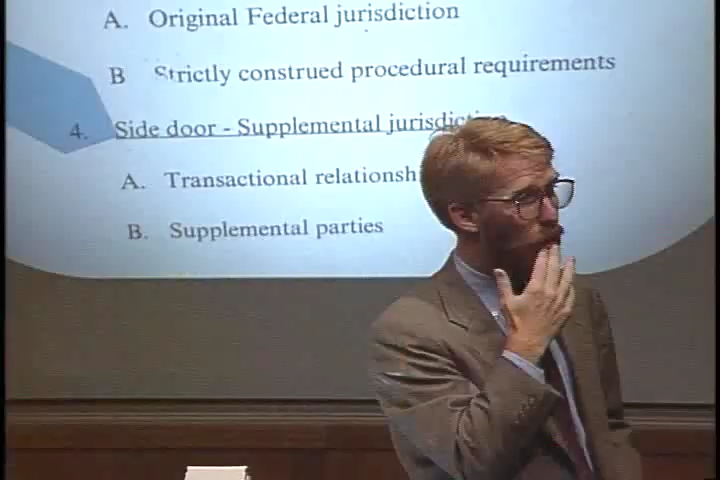 A. Original Federal jurisdiction
B Strictly construed procedural requirements
4. Side door - Supplemental
A. Transactional
B. Supplemental parties